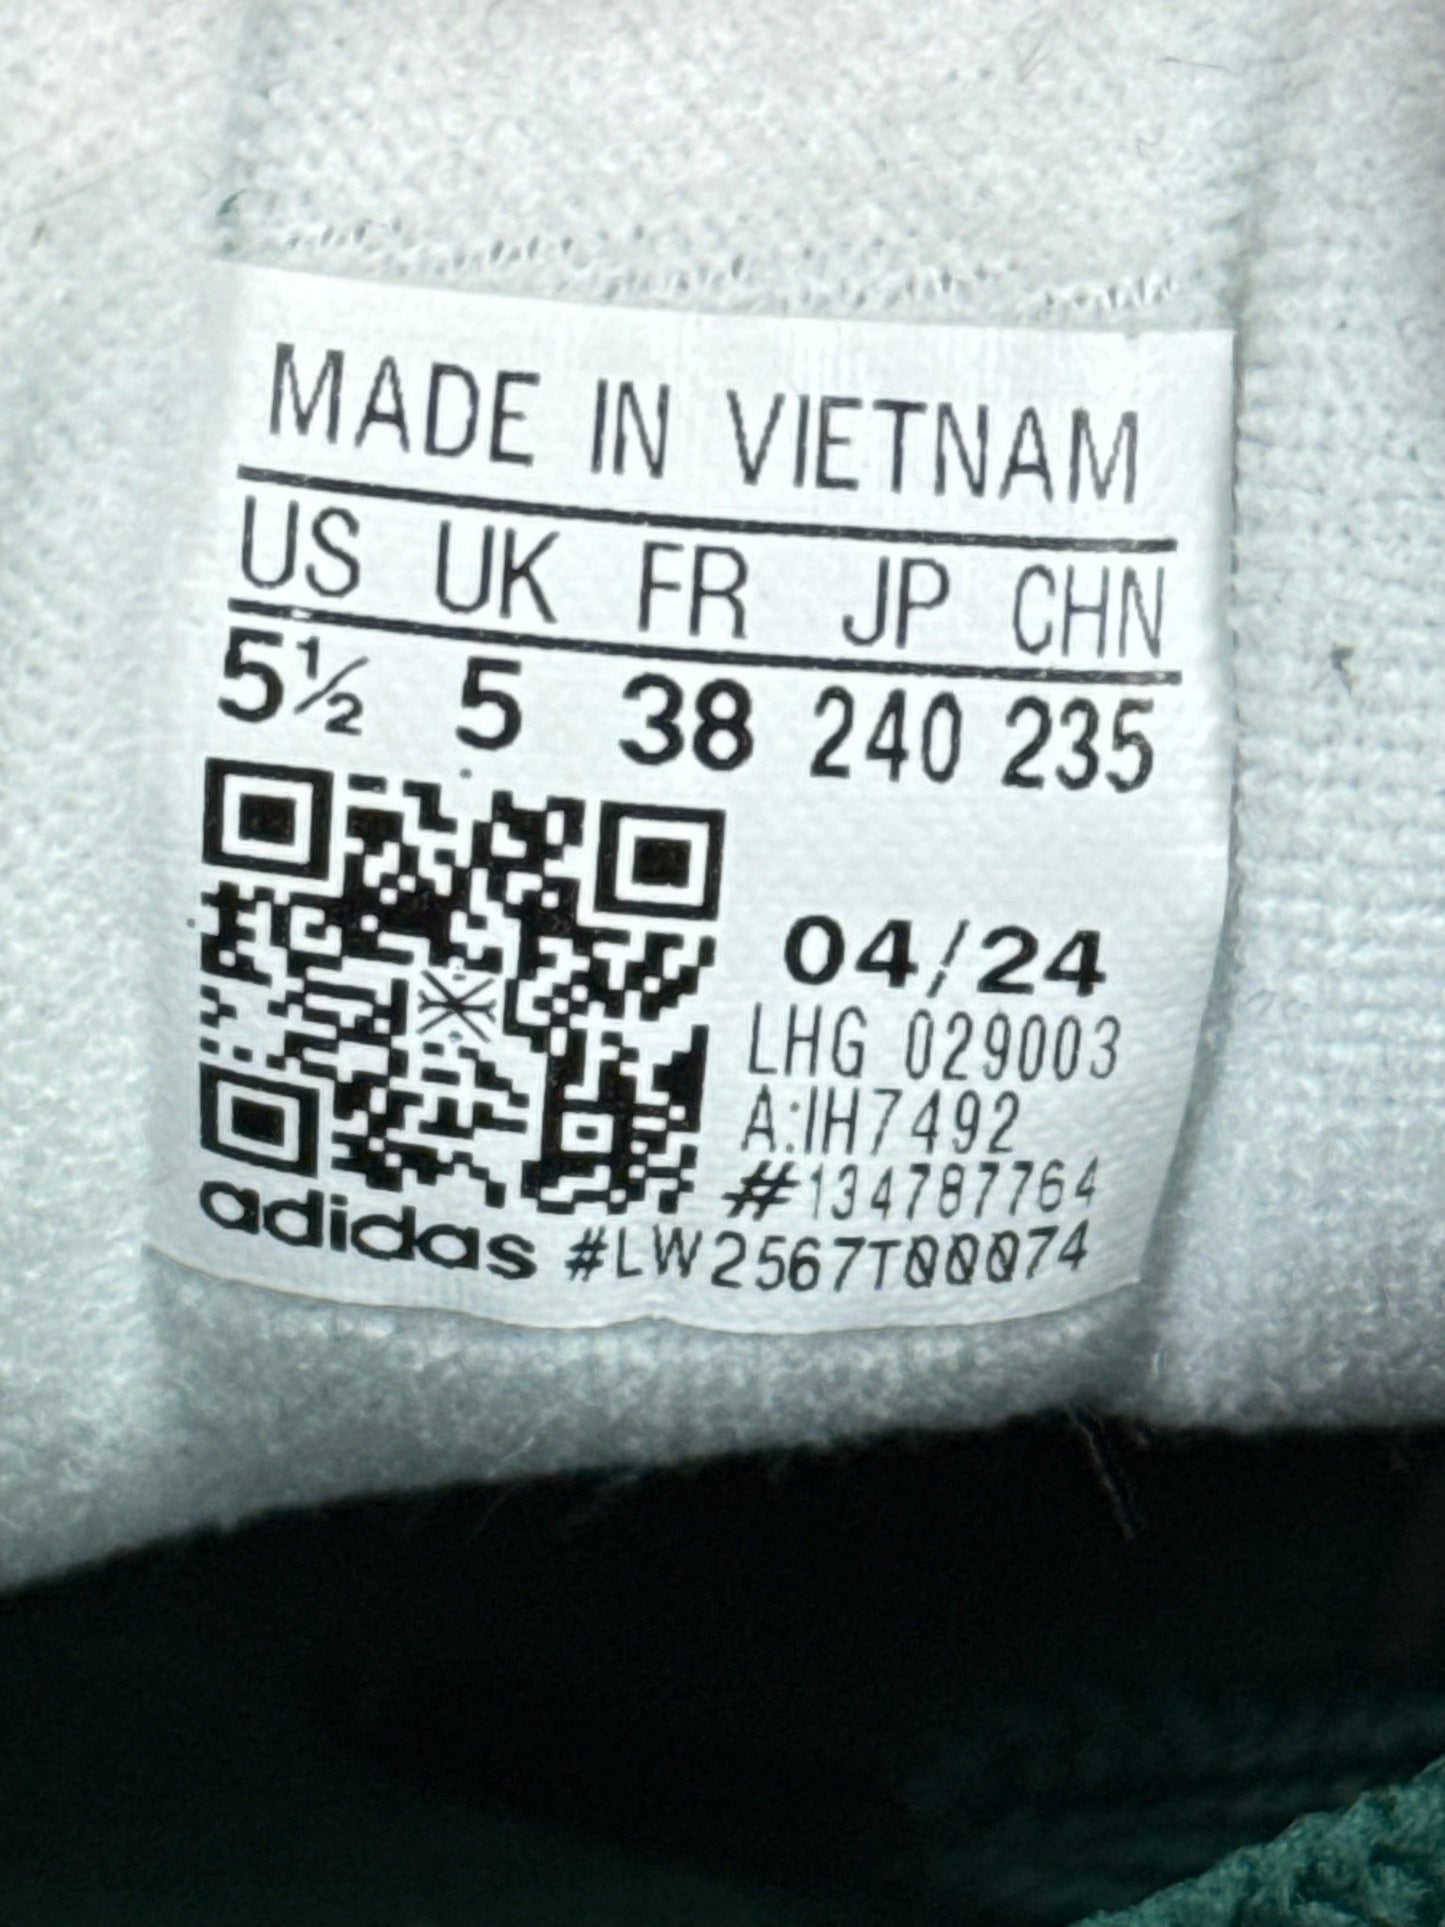 MADE IN VIETNAM
US UK FR JP CHN
5½ 5 38 240 235
04/24
LHG 029003
A:IH7492
#134787764
adidas #LW2567T00074